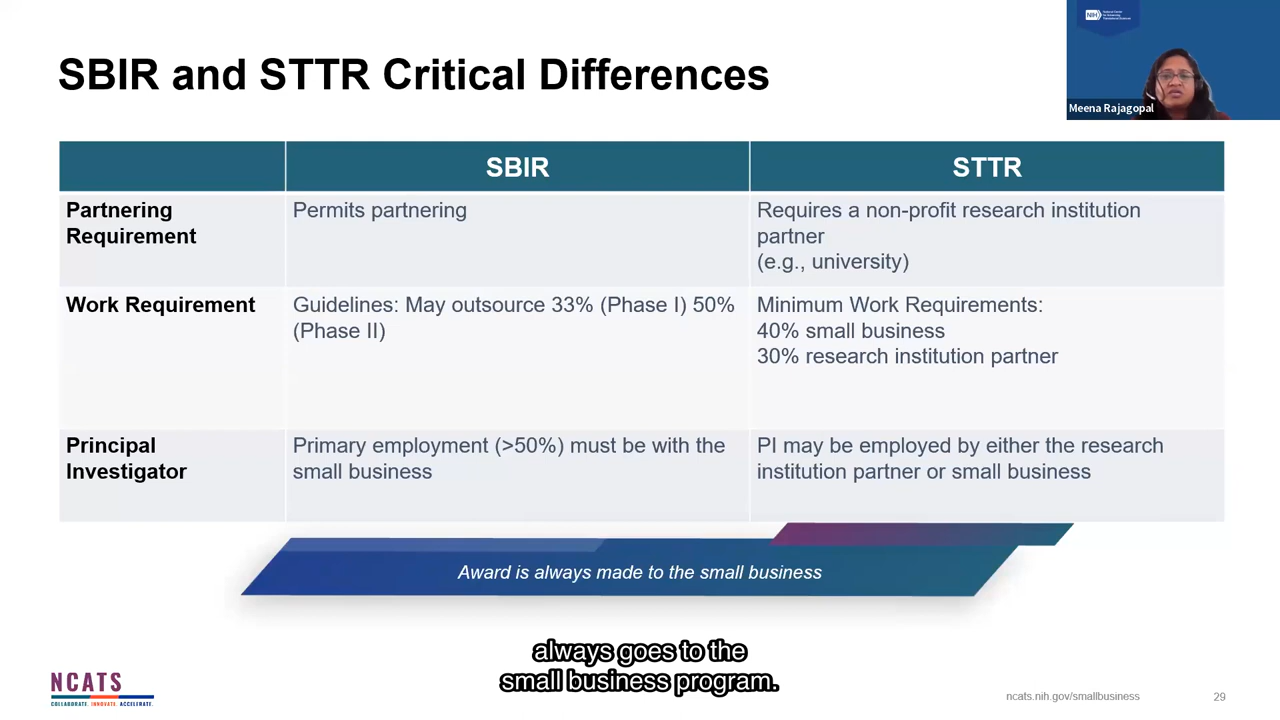 SBIR and STTR Critical Differences
NIH
Meena Rajagopal
SBIR
STTR
Partnering
Requirement
Permits partnering
Requires a non-profit research institution
partner
(e.g., university)
Work Requirement
Guidelines: May outsource 33% (Phase I) 50%
(Phase II)
Minimum Work Requirements:
40% small business
30% research institution partner
Principal
Investigator
Primary employment (>50%) must be with the
small business
PI may be employed by either the research
institution partner or small business
Award is always made to the small business
always goes to the
small business program.
NCATS
COLLABORATE. INNOVATE. ACCELERATE.
ncats.nih.gov/smallbusiness
29